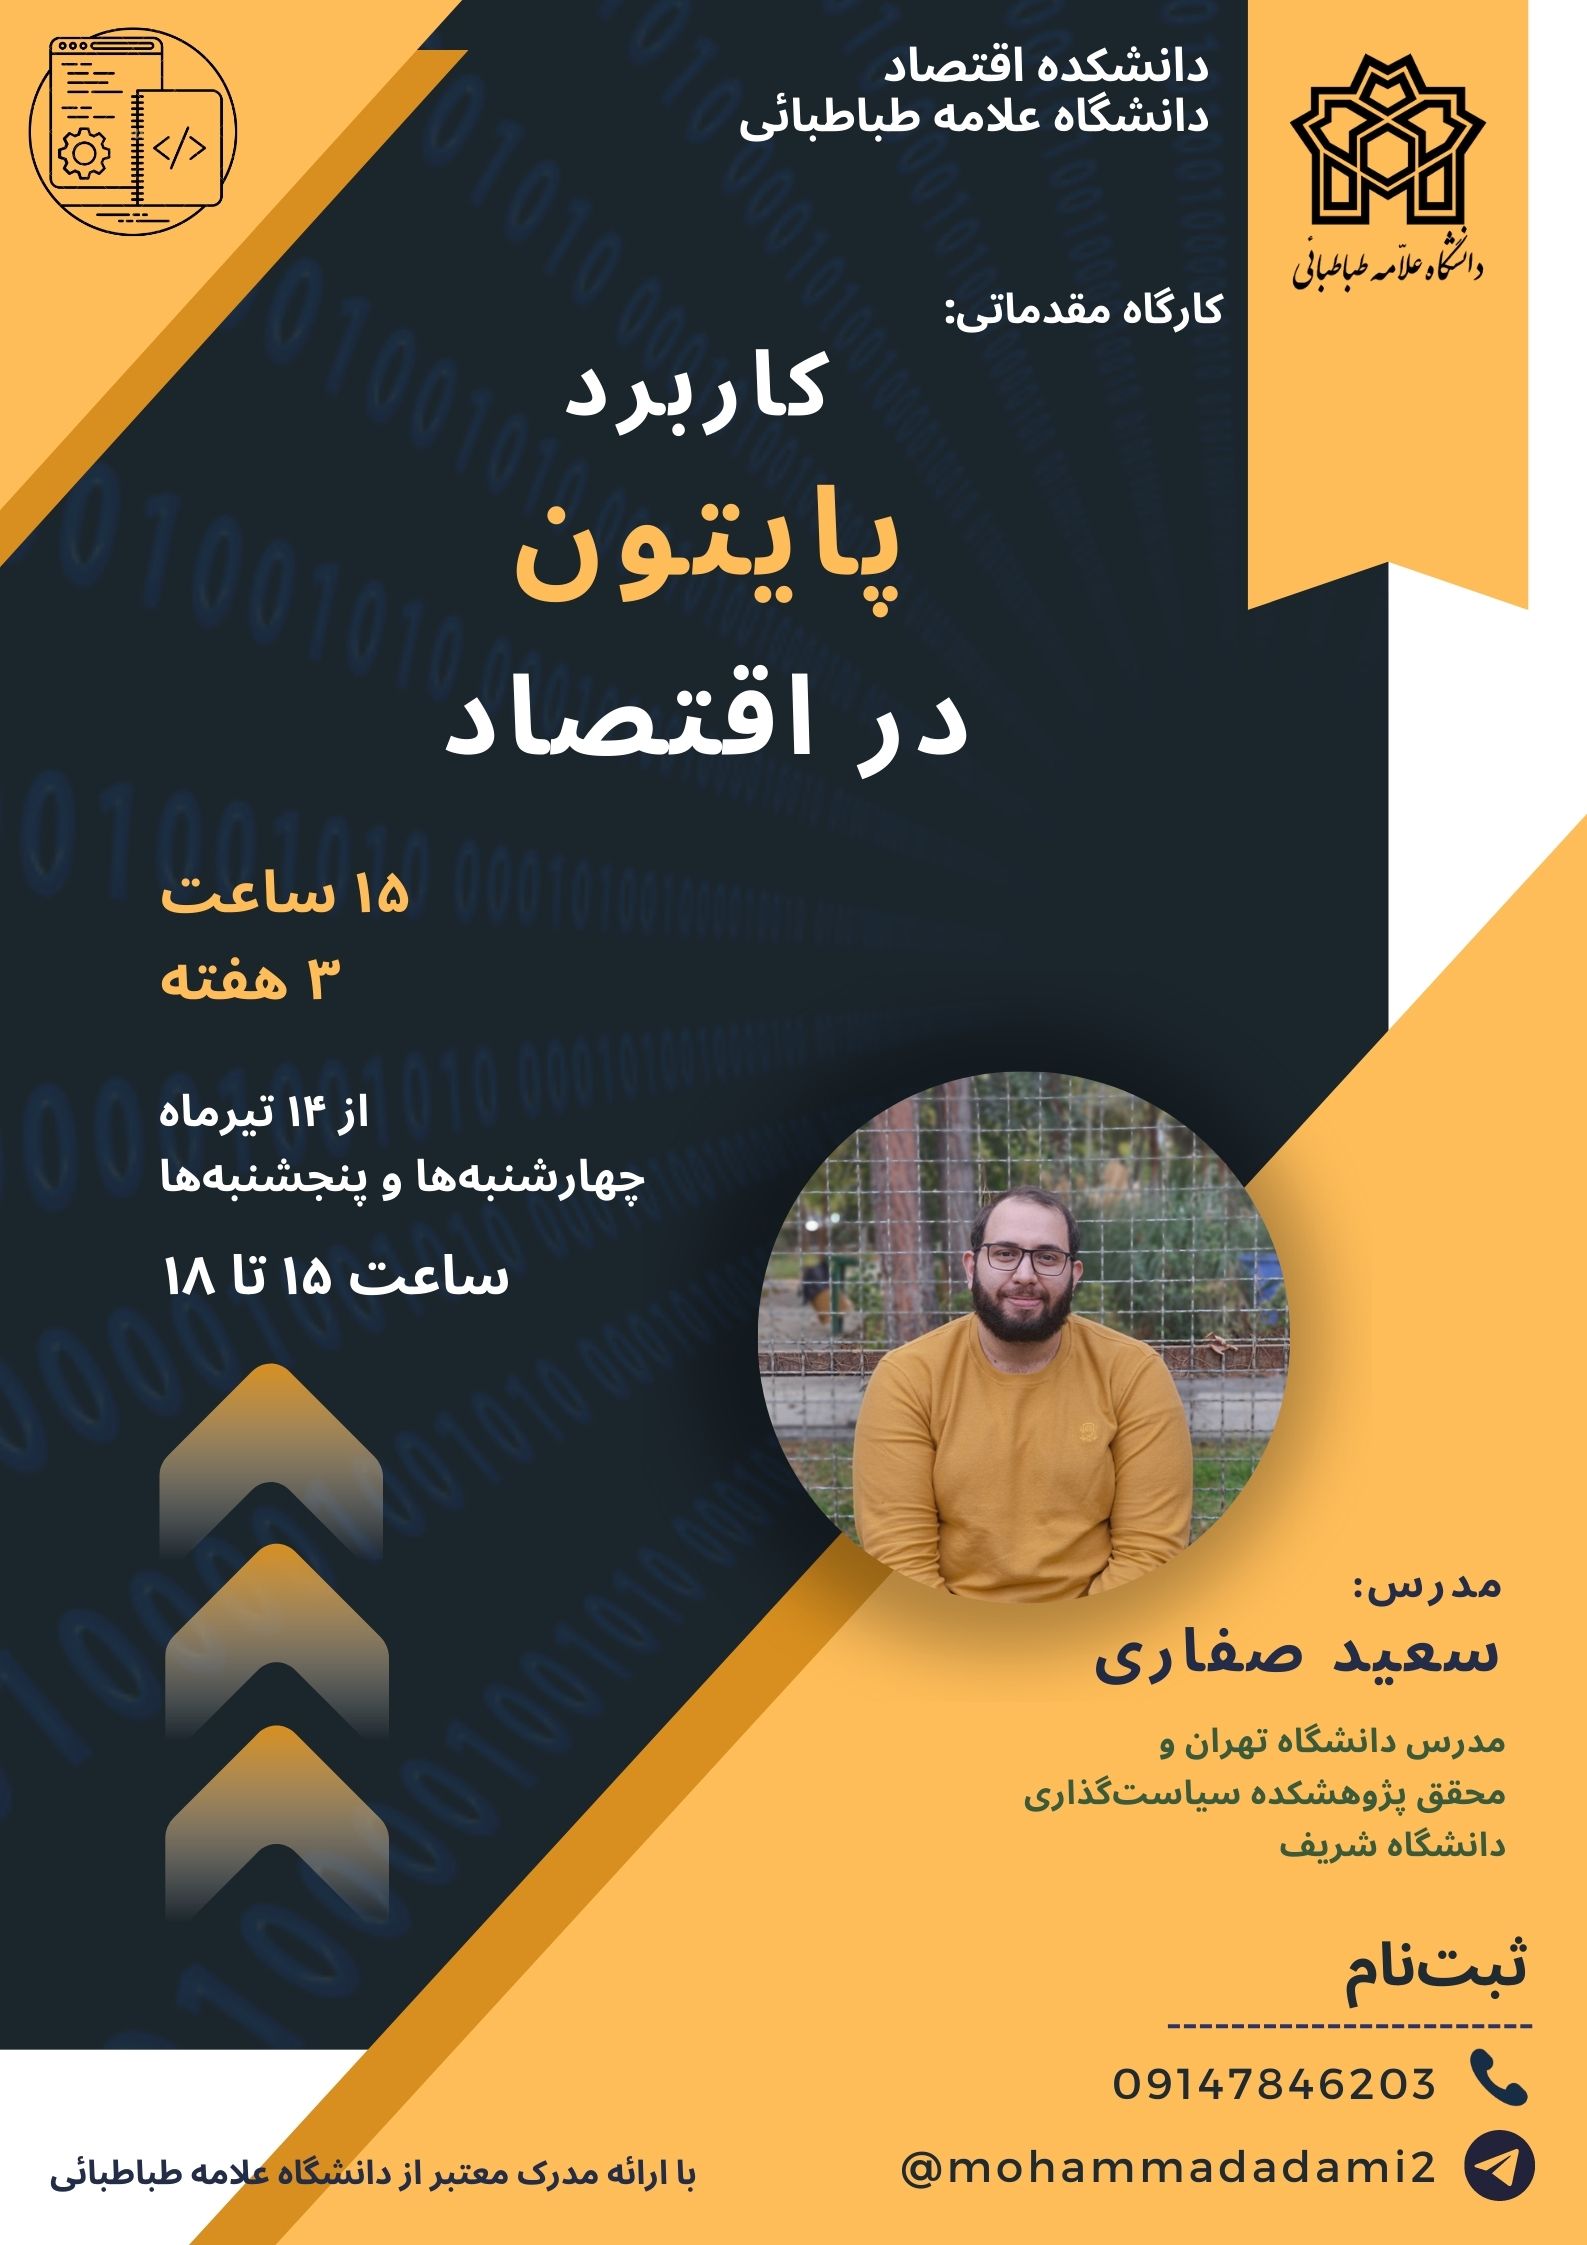 دانشکده اقتصاد
دانشگاه علامه طباطبائی
دانشگاه علّامه طباطبائی
کارگاه مقدماتی:
کاربرد
پایتون
در اقتصاد
۱۵ ساعت
۳ هفته
از ۱۴ تیرماه
چهارشنبه‌ها و پنجشنبه‌ها
ساعت ۱۵ تا ۱۸
مدرس:
سعید صفاری
مدرس دانشگاه تهران و
محقق پژوهشکده سیاست‌گذاری
دانشگاه شریف
ثبت‌نام
09147846203
@mohammadadami2
با ارائه مدرک معتبر از دانشگاه علامه طباطبائی